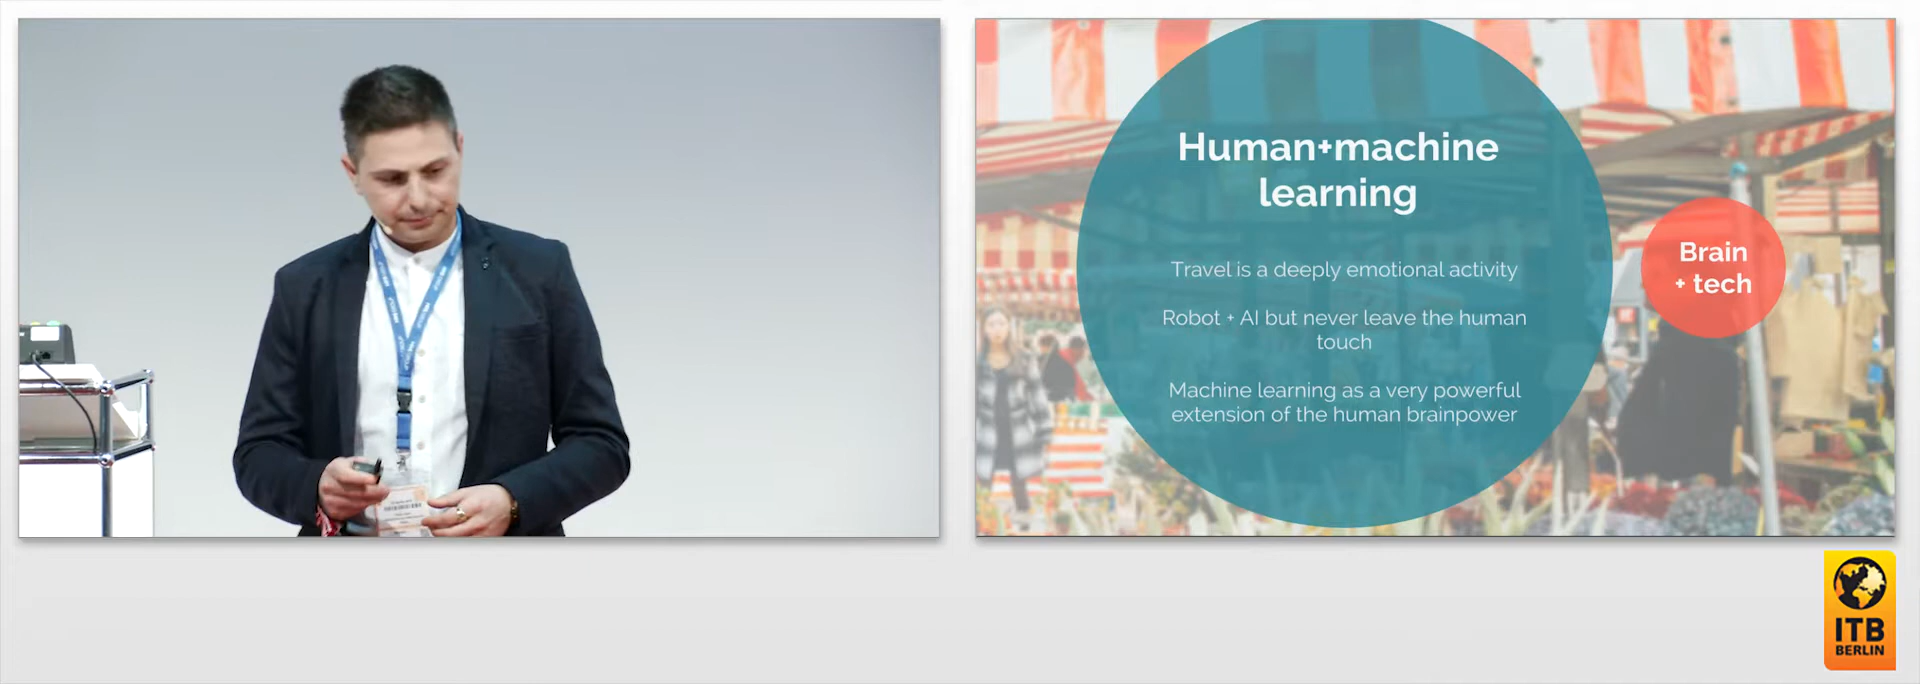 Human+machine
learning
Travel is a deeply emotional activity
Robot + AI but never leave the human
touch
Machine learning as a very powerful
extension of the human brainpower
Brain
+ tech
ITB
BERLIN